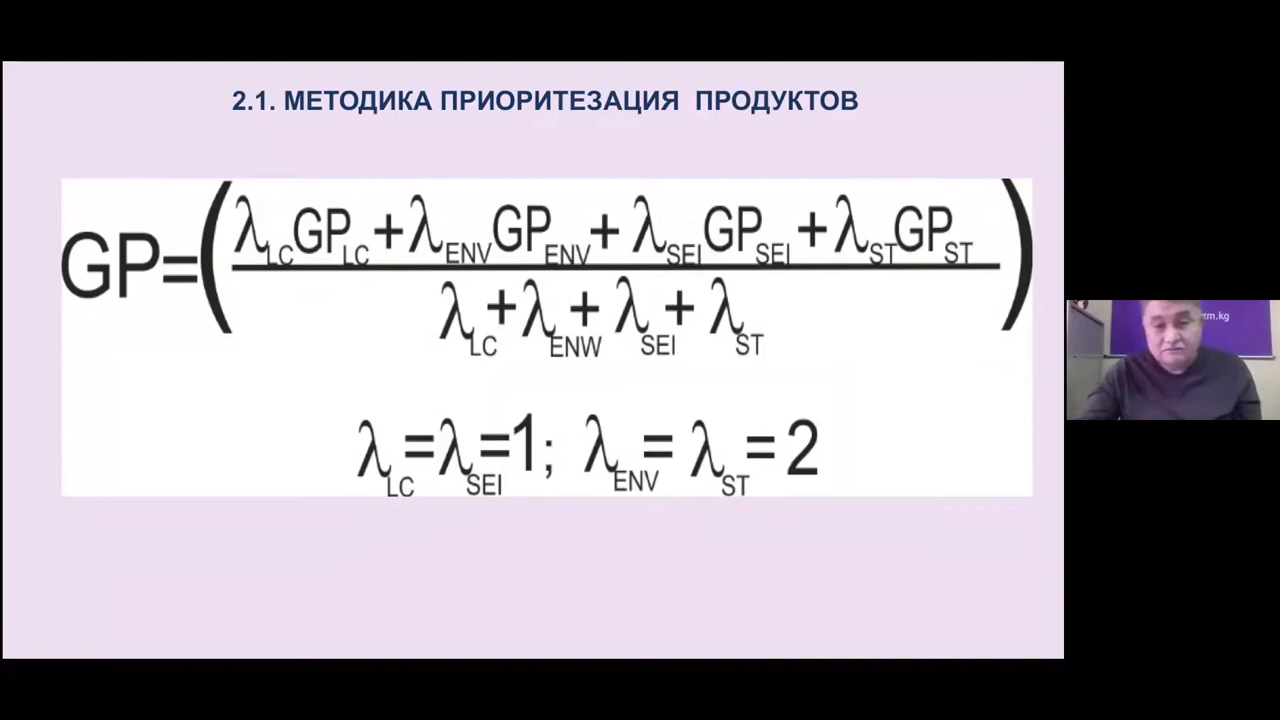 2.1. МЕТОДИКА ПРИОРИТЕЗАЦИЯ ПРОДУКТОВ
GP=(λLCGPLC+λENVGPENV+λSEIGPSEI+λSTGPST)
λLC+λENW+λSEI+λST
λLC=λSEI=1; λENV=λST=2